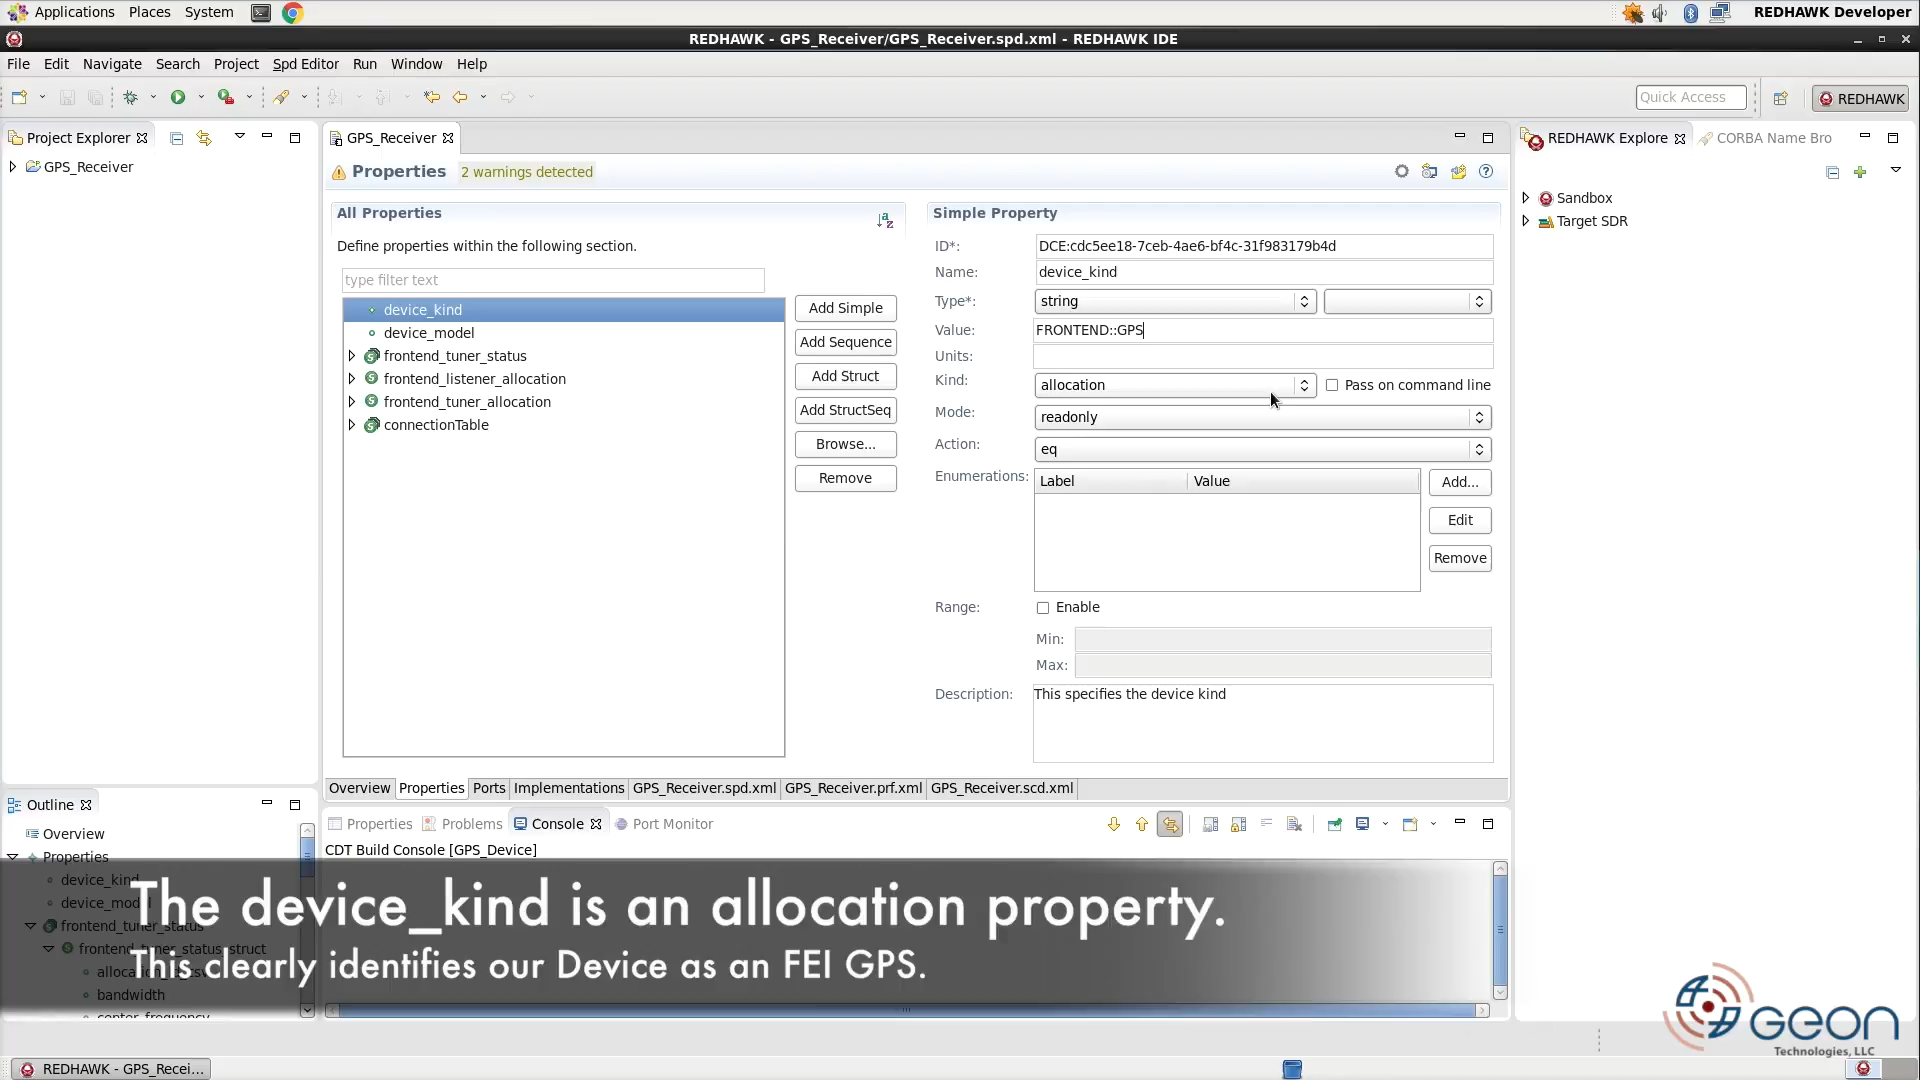 Applications Places System REDHAWK Developer
REDHAWK - GPS_Receiver/GPS_Receiver.spd.xml - REDHAWK IDE
File Edit Navigate Search Project Spd Editor Run Window Help
Quick Access REDHAWK
Project Explorer
GPS_Receiver
GPS_Receiver
Properties 2 warnings detected
All Properties
Define properties within the following section.
type filter text
device_kind
device_model
frontend_tuner_status
frontend_listener_allocation
frontend_tuner_allocation
connectionTable
Add Simple
Add Sequence
Add Struct
Add StructSeq
Browse...
Remove
Simple Property
ID*: DCE:cdc5ee18-7ceb-4ae6-bf4c-31f983179b4d
Name: device_kind
Type*: string
Value: FRONTEND::GPS
Units:
Kind: allocation Pass on command line
Mode: readonly
Action: eq
Enumerations: Label Value
Add...
Edit
Remove
Range: Enable
Min:
Max:
Description: This specifies the device kind
Overview Properties Ports Implementations GPS_Receiver.spd.xml GPS_Receiver.prf.xml GPS_Receiver.scd.xml
REDHAWK Explore CORBA Name Bro
Sandbox
Target SDR
Outline
Overview
Properties
device_kind
frontend_tuner_status
frontend_tuner_status_struct
bandwidth
center_frequency
Properties Problems Console Port Monitor
CDT Build Console [GPS_Device]
The device_kind is an allocation property.
This clearly identifies our Device as an FEI GPS.
GEON
Technologies, LLC
REDHAWK - GPS_Recei...